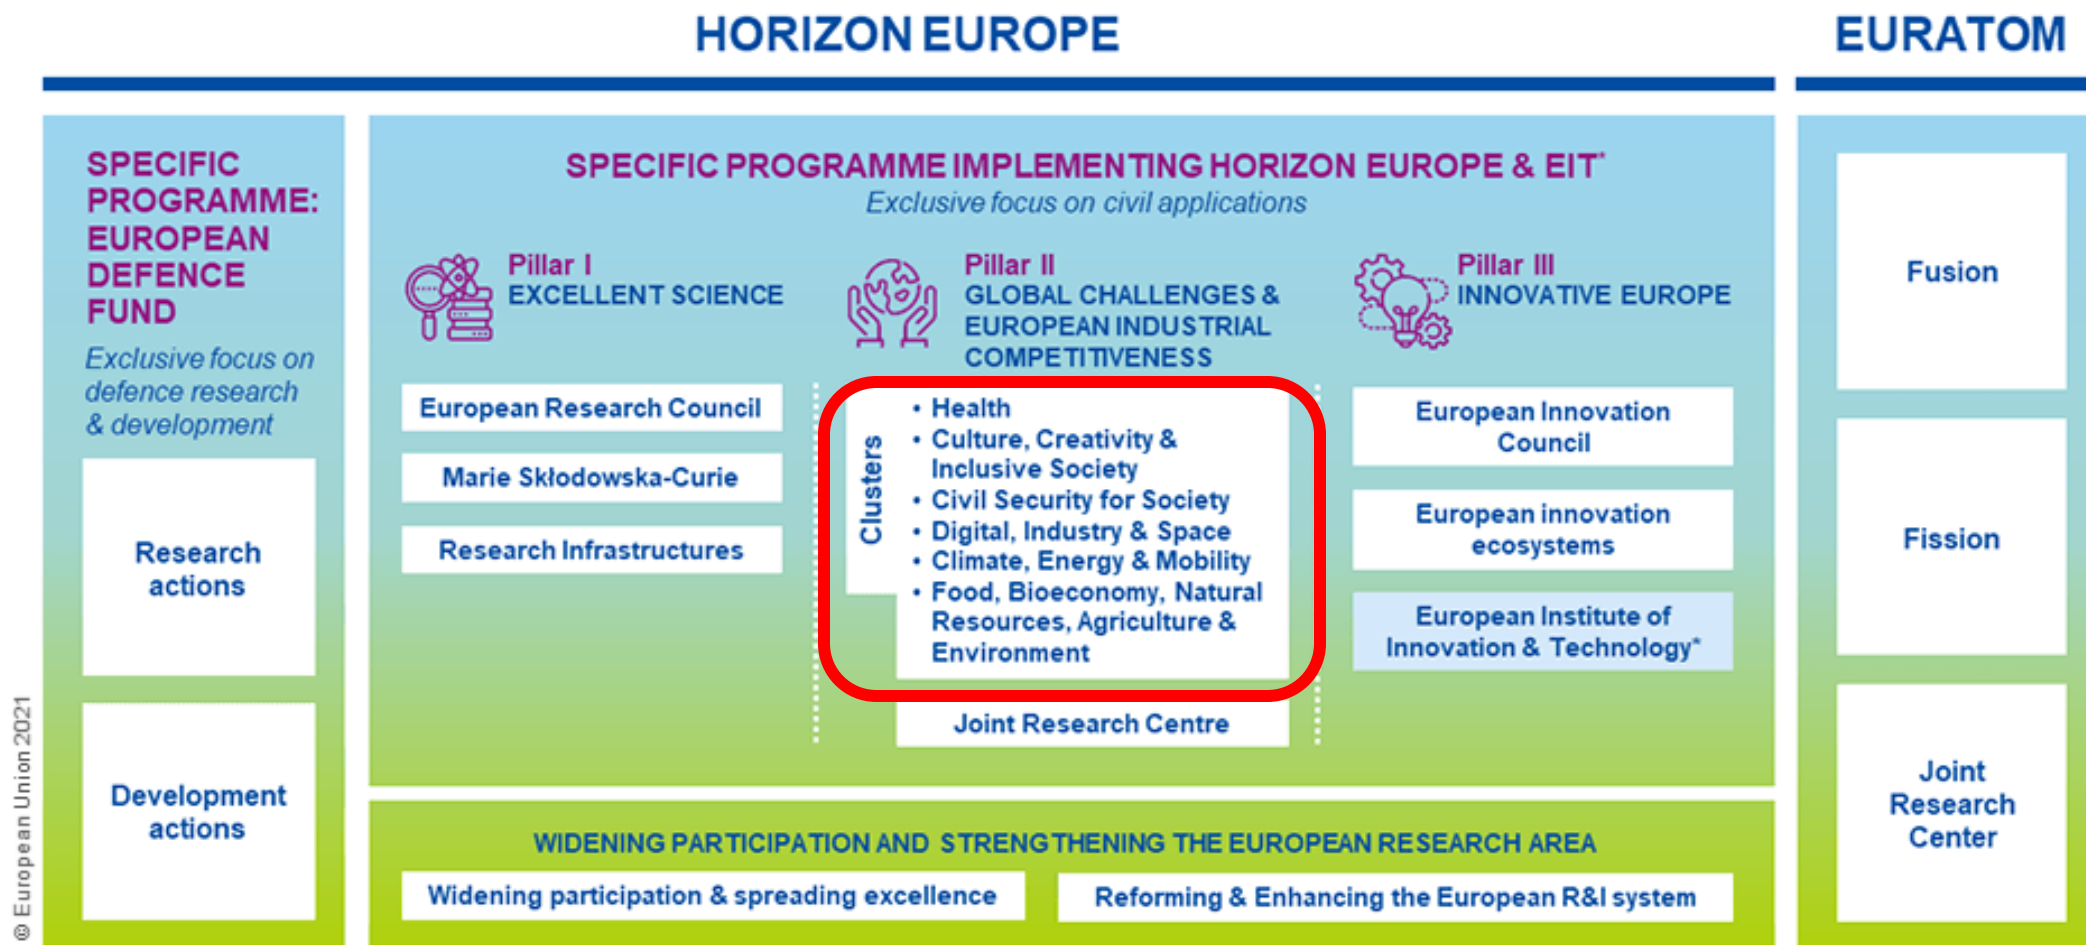 HORIZON EUROPE
EURATOM
SPECIFIC
PROGRAMME:
EUROPEAN
DEFENCE
FUND
Exclusive focus on
defence research
& development
Research
actions
Development
actions
SPECIFIC PROGRAMME IMPLEMENTING HORIZON EUROPE & EIT*
Exclusive focus on civil applications
Pillar I
EXCELLENT SCIENCE
European Research Council
Marie Skłodowska-Curie
Research Infrastructures
Pillar II
GLOBAL CHALLENGES &
EUROPEAN INDUSTRIAL
COMPETITIVENESS
Clusters
• Health
• Culture, Creativity &
Inclusive Society
• Civil Security for Society
• Digital, Industry & Space
• Climate, Energy & Mobility
• Food, Bioeconomy, Natural
Resources, Agriculture &
Environment
Joint Research Centre
Pillar III
INNOVATIVE EUROPE
European Innovation
Council
European innovation
ecosystems
European Institute of
Innovation & Technology*
WIDENING PARTICIPATION AND STRENGTHENING THE EUROPEAN RESEARCH AREA
Widening participation & spreading excellence
Reforming & Enhancing the European R&I system
Fusion
Fission
Joint
Research
Center
© European Union 2021